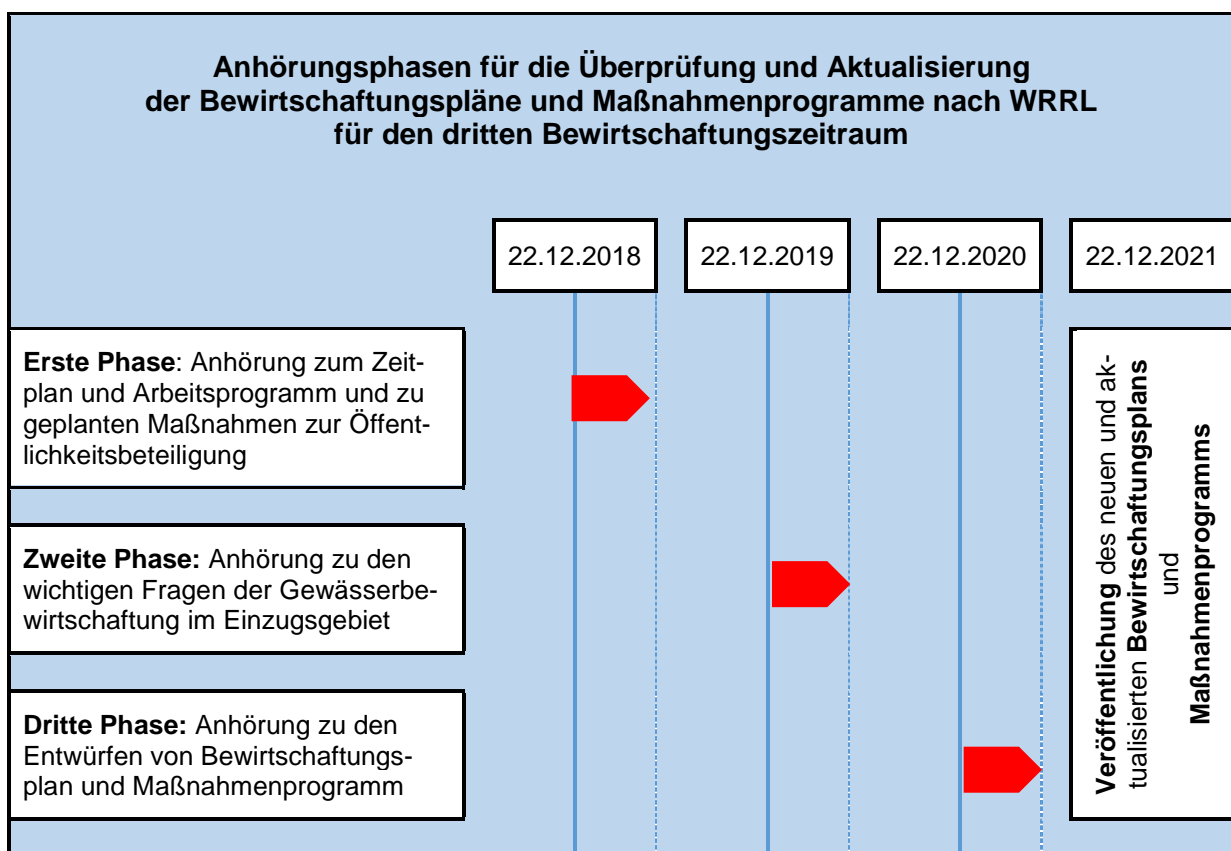 Anhörungsphasen für die Überprüfung und Aktualisierung
der Bewirtschaftungspläne und Maßnahmenprogramme nach WRRL
für den dritten Bewirtschaftungszeitraum
22.12.2018
22.12.2019
22.12.2020
22.12.2021
Erste Phase: Anhörung zum Zeit-
plan und Arbeitsprogramm und zu
geplanten Maßnahmen zur Öffent-
lichkeitsbeteiligung
Zweite Phase: Anhörung zu den
wichtigen Fragen der Gewässerbe-
wirtschaftung im Einzugsgebiet
Dritte Phase: Anhörung zu den
Entwürfen von Bewirtschaftungs-
plan und Maßnahmenprogramm
Veröffentlichung des neuen und ak-
tualisierten Bewirtschaftungsplans
und
Maßnahmenprogramms